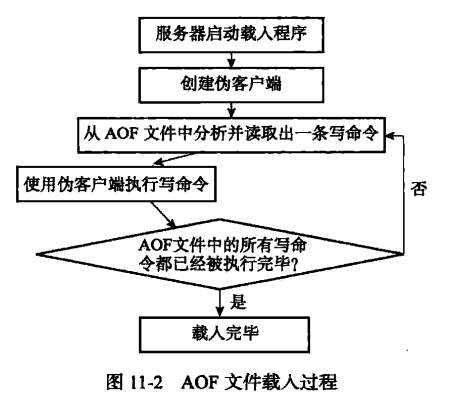 服务器启动载入程序
创建伪客户端
从 AOF 文件中分析并读取出一条写命令
使用伪客户端执行写命令
否
AOF文件中的所有写命
令都已经被执行完毕?
是
载入完毕
图 11-2 AOF 文件载入过程